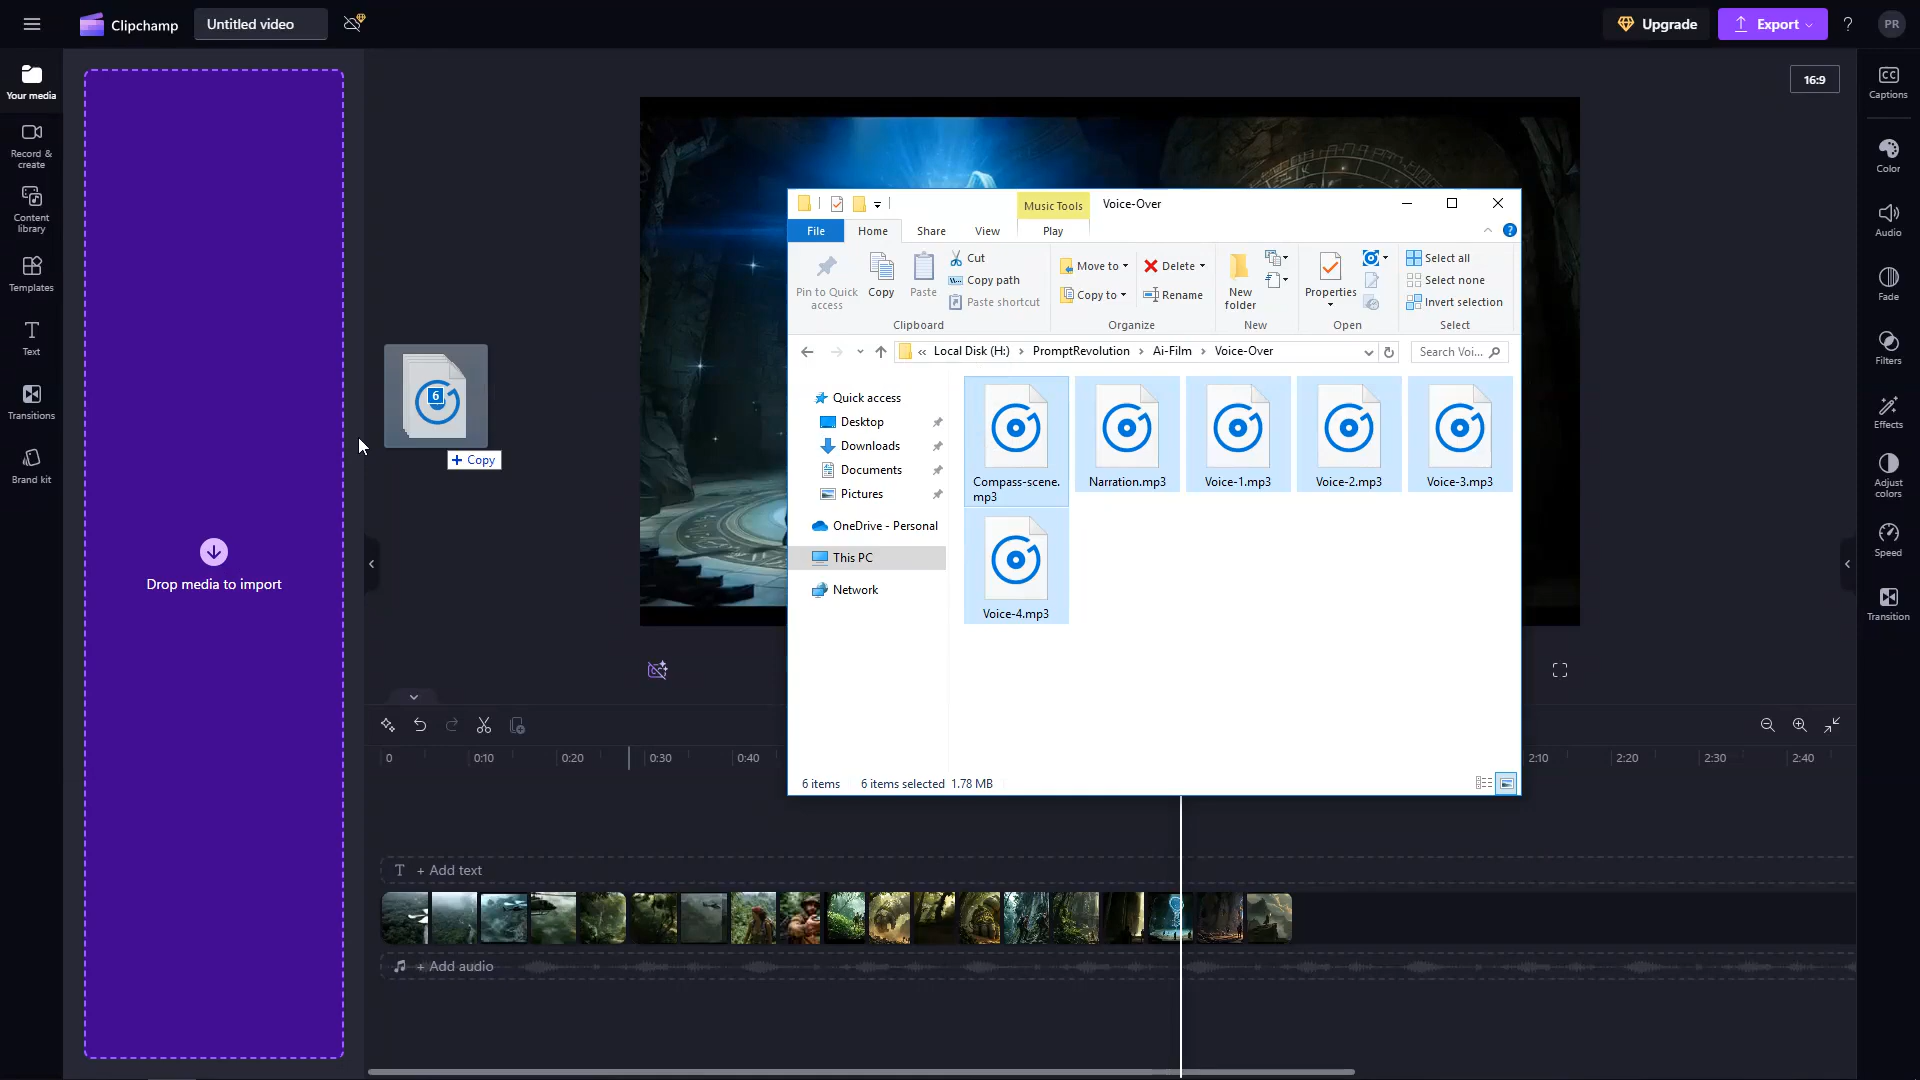 Clipchamp
Untitled video
Upgrade
Export
?
PR
Your media
Record &
create
Content
library
Templates
Text
Transitions
Brand kit
Drop media to import
6
+ Copy
16:9
CC
Captions
Color
Audio
Fade
Filters
Effects
Adjust
colors
Speed
Transition
Music Tools
Voice-Over
File
Home
Share
View
Play
?
Pin to Quick
access
Copy
Paste
Cut
Copy path
Paste shortcut
Clipboard
Move to
Copy to
Delete
Rename
Organize
New
folder
New
Properties
Open
Select all
Select none
Invert selection
Select
« Local Disk (H:) › PromptRevolution › Ai-Film › Voice-Over
Search Voi...
Quick access
Desktop
Downloads
Documents
Pictures
OneDrive - Personal
This PC
Network
Compass-scene.
mp3
Narration.mp3
Voice-1.mp3
Voice-2.mp3
Voice-3.mp3
Voice-4.mp3
6 items
6 items selected 1.78 MB
0
0:10
0:20
0:30
0:40
2:10
2:20
2:30
2:40
T + Add text
+ Add audio